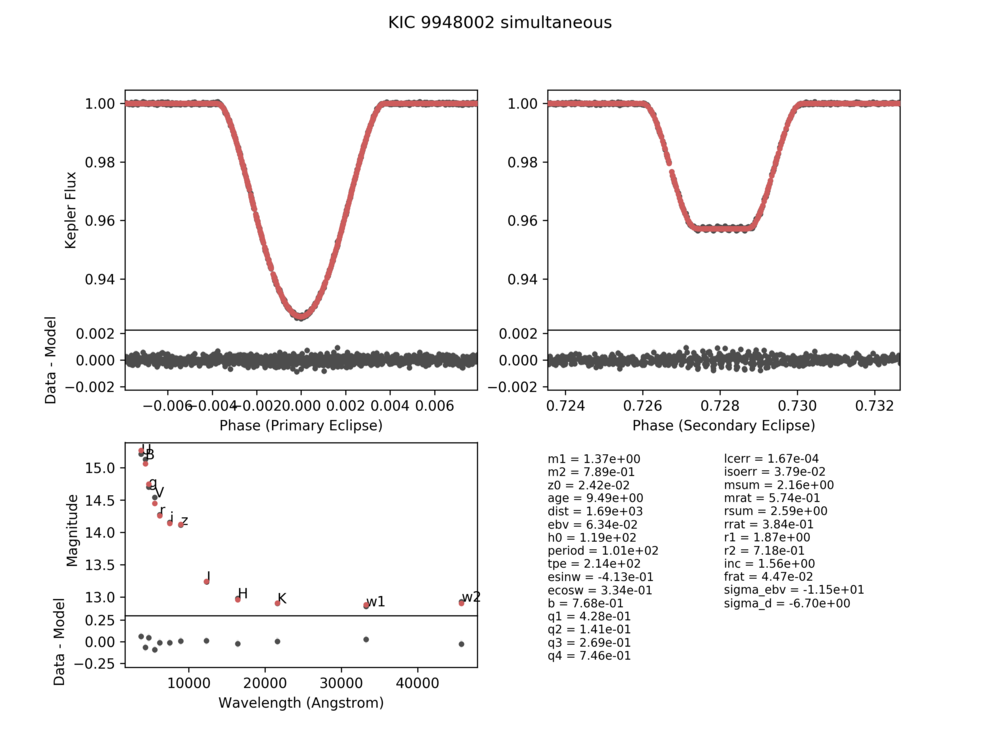 KIC 9948002 simultaneous
1.00
0.98
0.96
0.94
Kepler Flux
0.002
0.000
−0.002
Data - Model
−0.006 −0.004 −0.002 0.000 0.002 0.004 0.006
Phase (Primary Eclipse)
1.00
0.98
0.96
0.94
0.002
0.000
−0.002
0.724 0.726 0.728 0.730 0.732
Phase (Secondary Eclipse)
15.0
14.5
14.0
13.5
13.0
Magnitude
U
B
g
V
r
i
z
J
H
K
w1
w2
0.25
0.00
−0.25
Data - Model
10000 20000 30000 40000
Wavelength (Angstrom)
m1 = 1.37e+00
m2 = 7.89e-01
z0 = 2.42e-02
age = 9.49e+00
dist = 1.69e+03
ebv = 6.34e-02
h0 = 1.19e+02
period = 1.01e+02
tpe = 2.14e+02
esinw = -4.13e-01
ecosw = 3.34e-01
b = 7.68e-01
q1 = 4.28e-01
q2 = 1.41e-01
q3 = 2.69e-01
q4 = 7.46e-01
lcerr = 1.67e-04
isoerr = 3.79e-02
msum = 2.16e+00
mrat = 5.74e-01
rsum = 2.59e+00
rrat = 3.84e-01
r1 = 1.87e+00
r2 = 7.18e-01
inc = 1.56e+00
frat = 4.47e-02
sigma_ebv = -1.15e+01
sigma_d = -6.70e+00